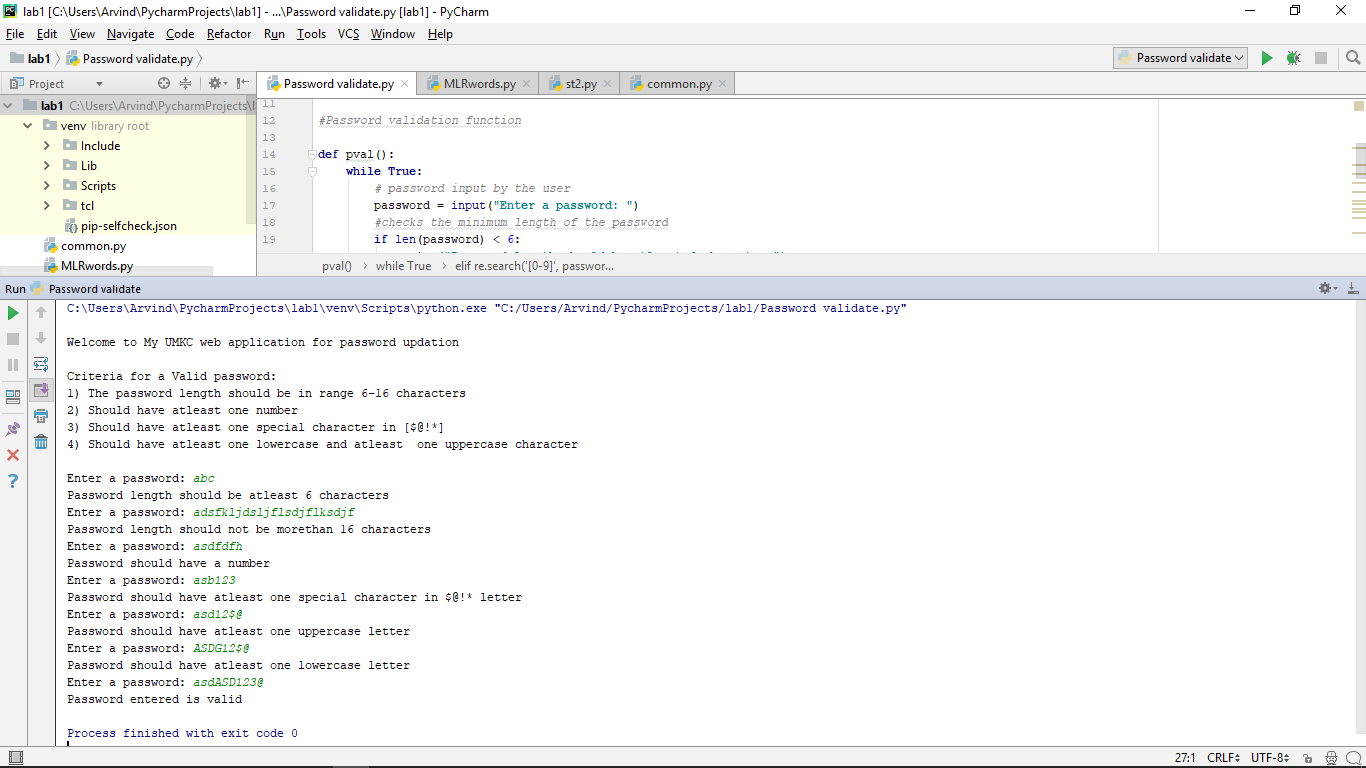 lab1 [C:\Users\Arvind\PycharmProjects\lab1] - ...\Password validate.py [lab1] - PyCharm
File Edit View Navigate Code Refactor Run Tools VCS Window Help
lab1 Password validate.py Password validate
Project Password validate.py MLRwords.py st2.py common.py
lab1 C:\Users\Arvind\PycharmProjects\l
venv library root
Include
Lib
Scripts
tcl
pip-selfcheck.json
common.py
MLRwords.py
11
12 #Password validation function
13
14 def pval():
15 while True:
16 # password input by the user
17 password = input("Enter a password: ")
18 #checks the minimum length of the password
19 if len(password) < 6:
pval() while True elif re.search('[0-9]', passwor...
Run Password validate
C:\Users\Arvind\PycharmProjects\lab1\venv\Scripts\python.exe "C:/Users/Arvind/PycharmProjects/lab1/Password validate.py"
Welcome to My UMKC web application for password updation
Criteria for a Valid password:
1) The password length should be in range 6-16 characters
2) Should have atleast one number
3) Should have atleast one special character in [$@!*]
4) Should have atleast one lowercase and atleast  one uppercase character
Enter a password: abc
Password length should be atleast 6 characters
Enter a password: adsfkljdsljflsdjflksdjf
Password length should not be morethan 16 characters
Enter a password: asdfdfh
Password should have a number
Enter a password: asb123
Password should have atleast one special character in $@!* letter
Enter a password: asd12$@
Password should have atleast one uppercase letter
Enter a password: ASDG12$@
Password should have atleast one lowercase letter
Enter a password: asdASD123@
Password entered is valid
Process finished with exit code 0
27:1 CRLF UTF-8